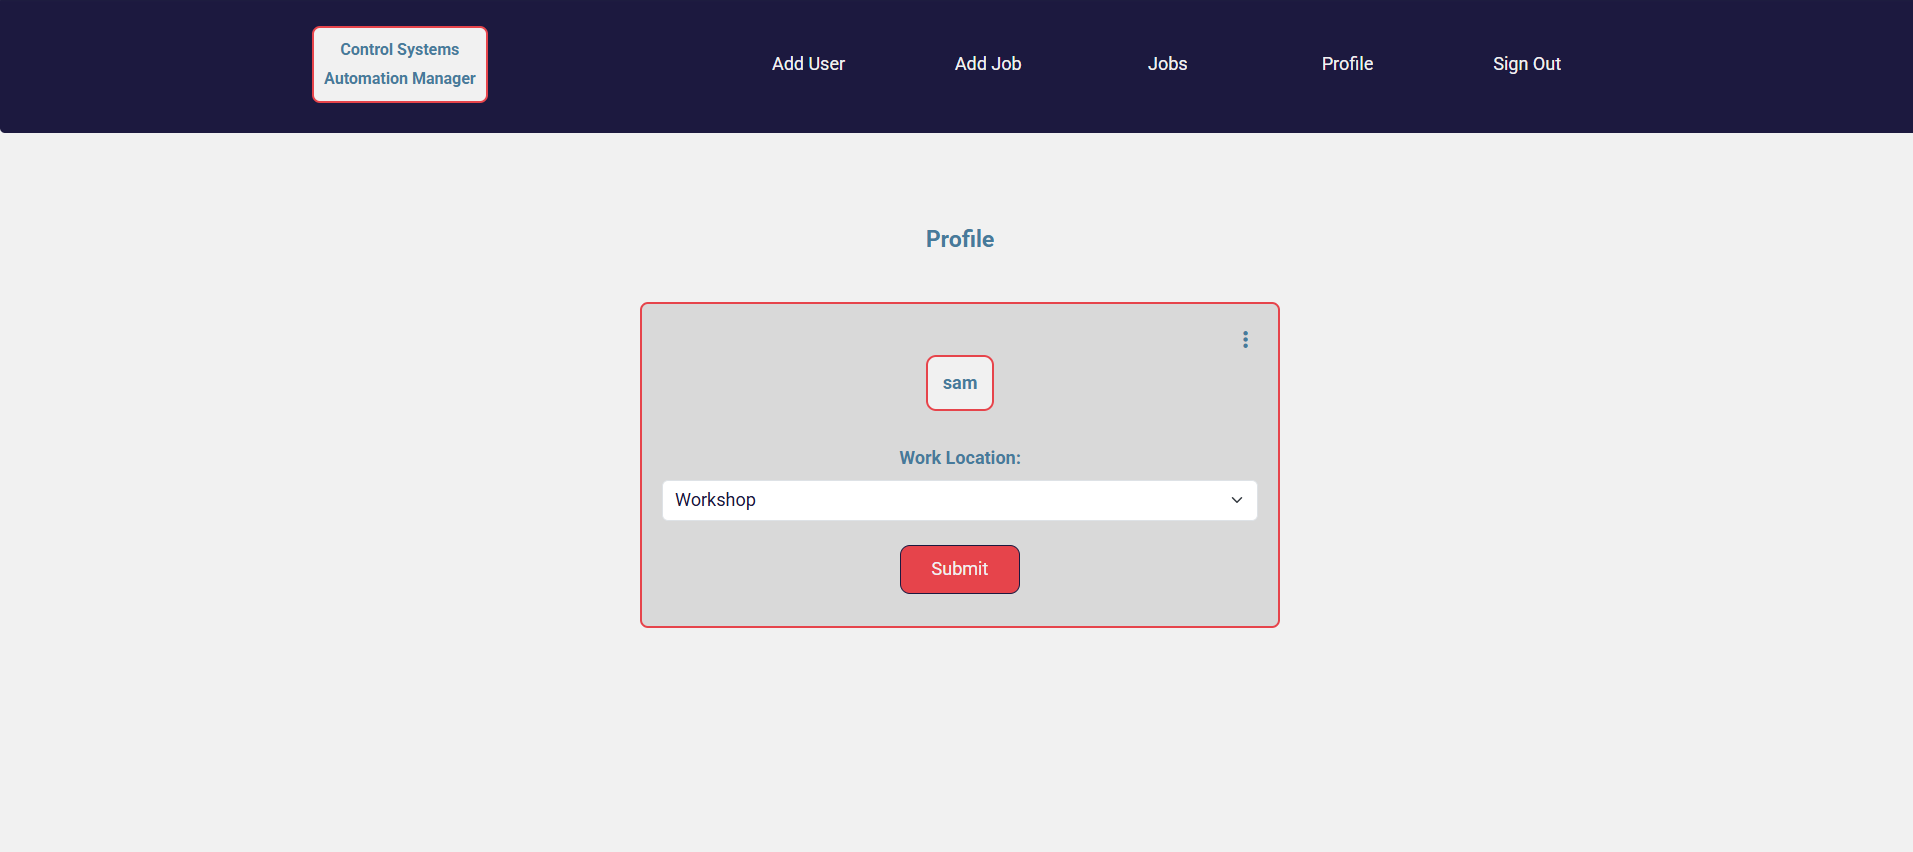 Control Systems
Automation Manager
Add User
Add Job
Jobs
Profile
Sign Out
Profile
sam
Work Location:
Workshop
Submit